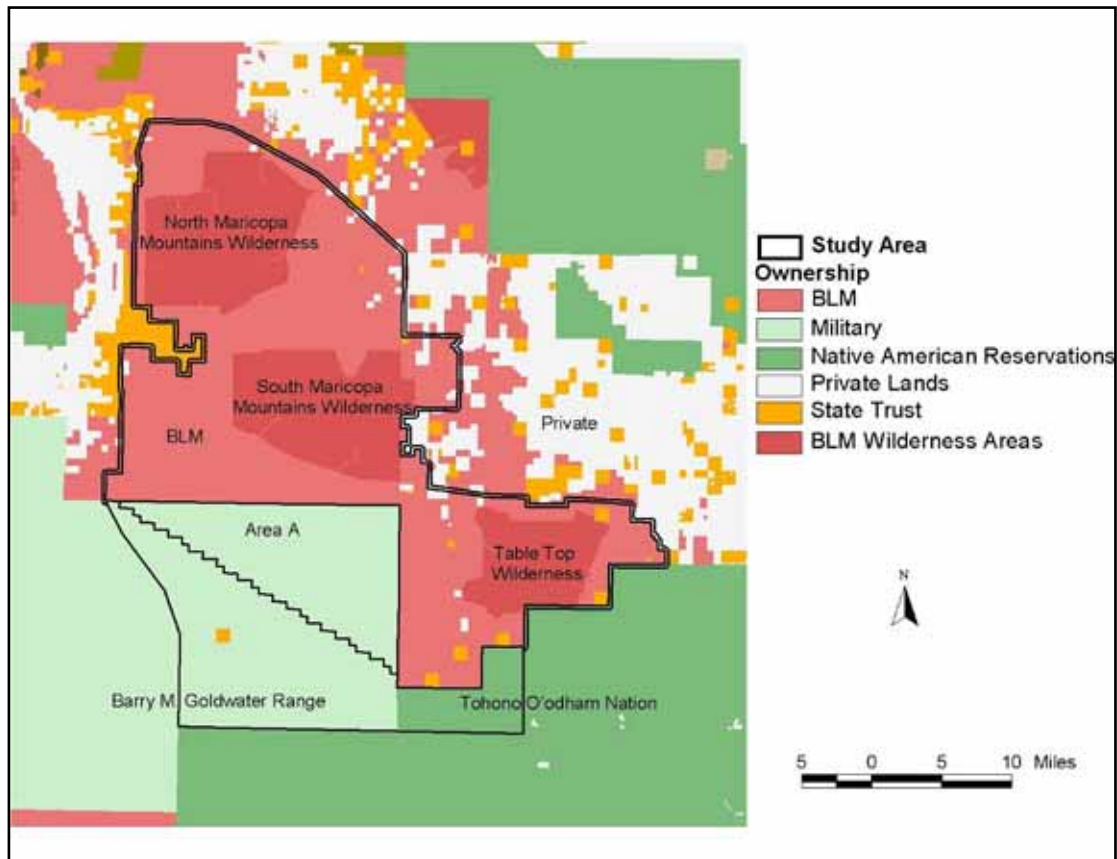 North Maricopa
Mountains Wilderness
South Maricopa
Mountains Wilderness
BLM
Private
Area A
Table Top
Wilderness
Barry M. Goldwater Range
Tohono O'odham Nation
Study Area
Ownership
BLM
Military
Native American Reservations
Private Lands
State Trust
BLM Wilderness Areas
N
5 0 5 10 Miles